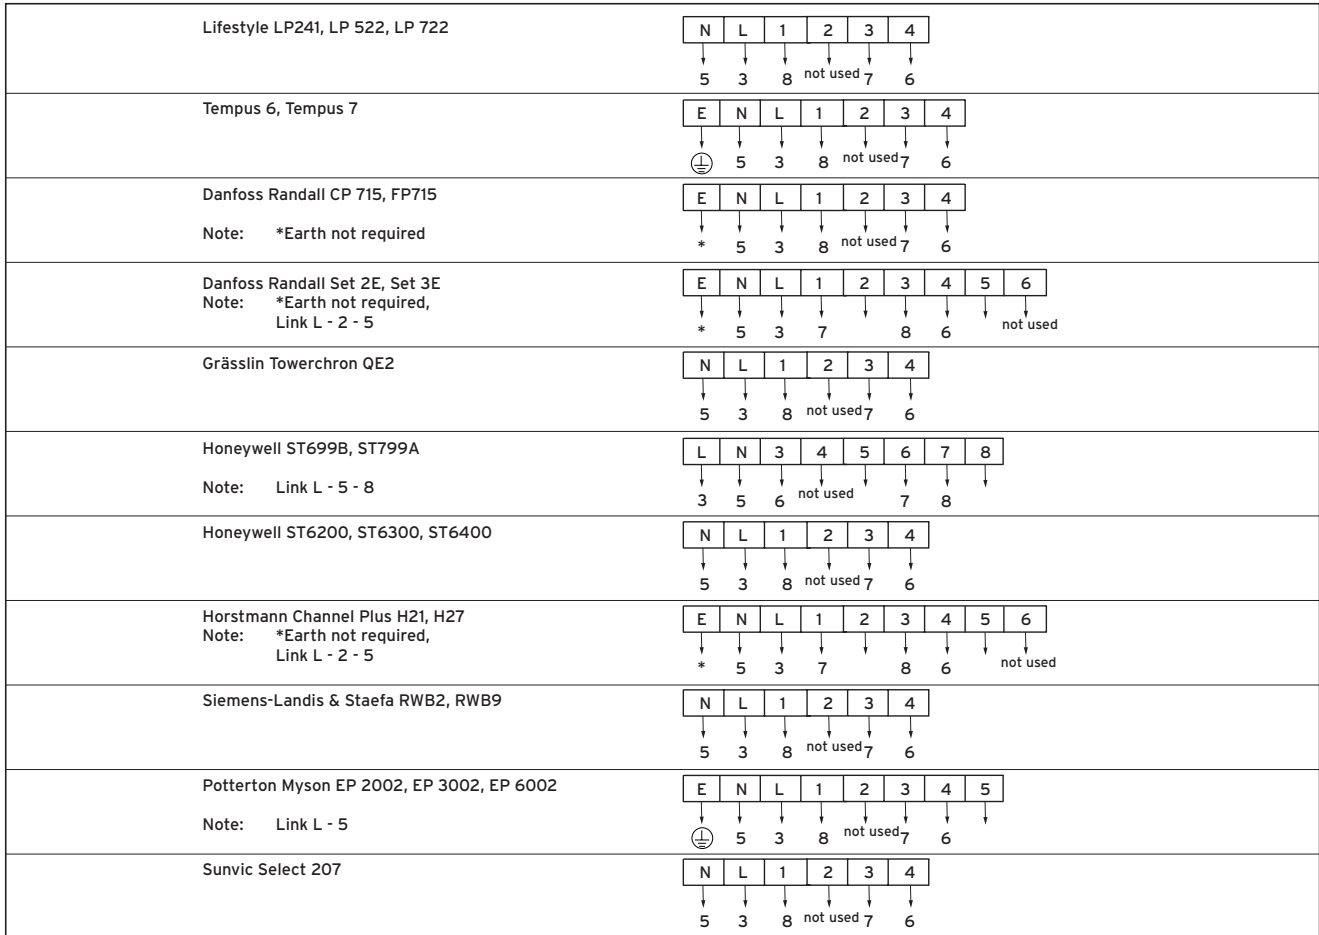 Lifestyle LP241, LP 522, LP 722
N L 1 2 3 4
5 3 8 not used 7 6
Tempus 6, Tempus 7
E N L 1 2 3 4
5 3 8 not used 7 6
Danfoss Randall CP 715, FP715
Note: *Earth not required
E N L 1 2 3 4
* 5 3 8 not used 7 6
Danfoss Randall Set 2E, Set 3E
Note: *Earth not required,
Link L - 2 - 5
E N L 1 2 3 4 5 6
* 5 3 7 8 6 not used
Grässlin Towerchron QE2
N L 1 2 3 4
5 3 8 not used 7 6
Honeywell ST699B, ST799A
Note: Link L - 5 - 8
L N 3 4 5 6 7 8
3 5 6 not used 7 8
Honeywell ST6200, ST6300, ST6400
N L 1 2 3 4
5 3 8 not used 7 6
Horstmann Channel Plus H21, H27
Note: *Earth not required,
Link L - 2 - 5
E N L 1 2 3 4 5 6
* 5 3 7 8 6 not used
Siemens-Landis & Staefa RWB2, RWB9
N L 1 2 3 4
5 3 8 not used 7 6
Potterton Myson EP 2002, EP 3002, EP 6002
Note: Link L - 5
E N L 1 2 3 4 5
5 3 8 not used 7 6
Sunvic Select 207
N L 1 2 3 4
5 3 8 not used 7 6